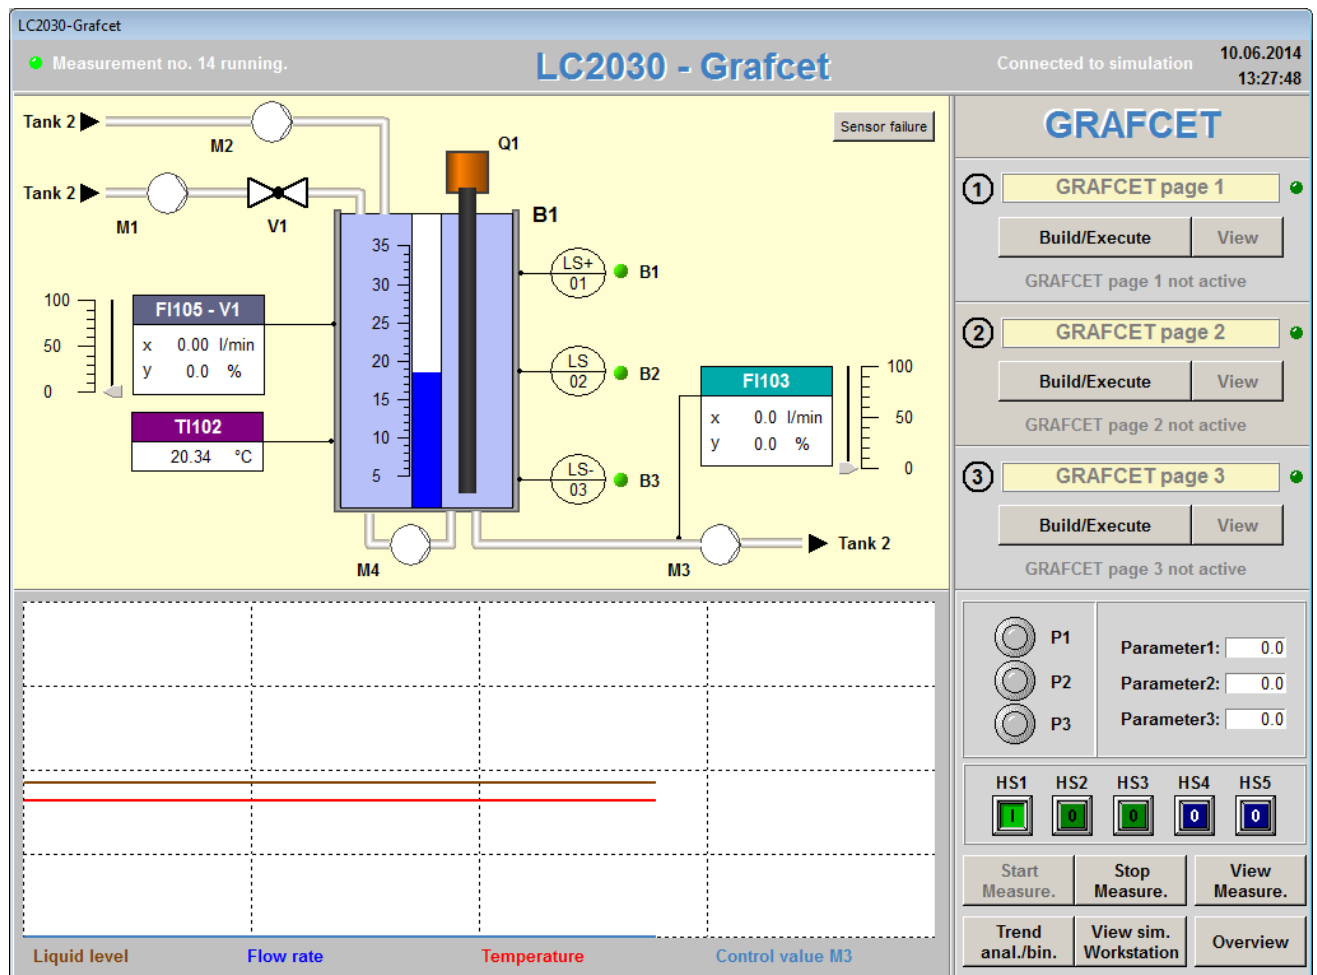 LC2030-Grafcet
Measurement no. 14 running.
LC2030 - Grafcet
Connected to simulation
10.06.2014
13:27:48
Tank 2
M2
Tank 2
M1
V1
Q1
Sensor failure
B1
35
30
25
20
15
10
5
LS+
01
B1
LS
02
B2
LS-
03
B3
100
50
0
FI105 - V1
x 0.00 l/min
y 0.0 %
TI102
20.34 °C
FI103
x 0.0 l/min
y 0.0 %
100
50
0
M4
M3
Tank 2
GRAFCET
1
GRAFCET page 1
Build/Execute
View
GRAFCET page 1 not active
2
GRAFCET page 2
Build/Execute
View
GRAFCET page 2 not active
3
GRAFCET page 3
Build/Execute
View
GRAFCET page 3 not active
P1
P2
P3
Parameter1: 0.0
Parameter2: 0.0
Parameter3: 0.0
HS1 HS2 HS3 HS4 HS5
I 0 0 0 0
Start
Measure.
Stop
Measure.
View
Measure.
Trend
anal./bin.
View sim.
Workstation
Overview
Liquid level
Flow rate
Temperature
Control value M3